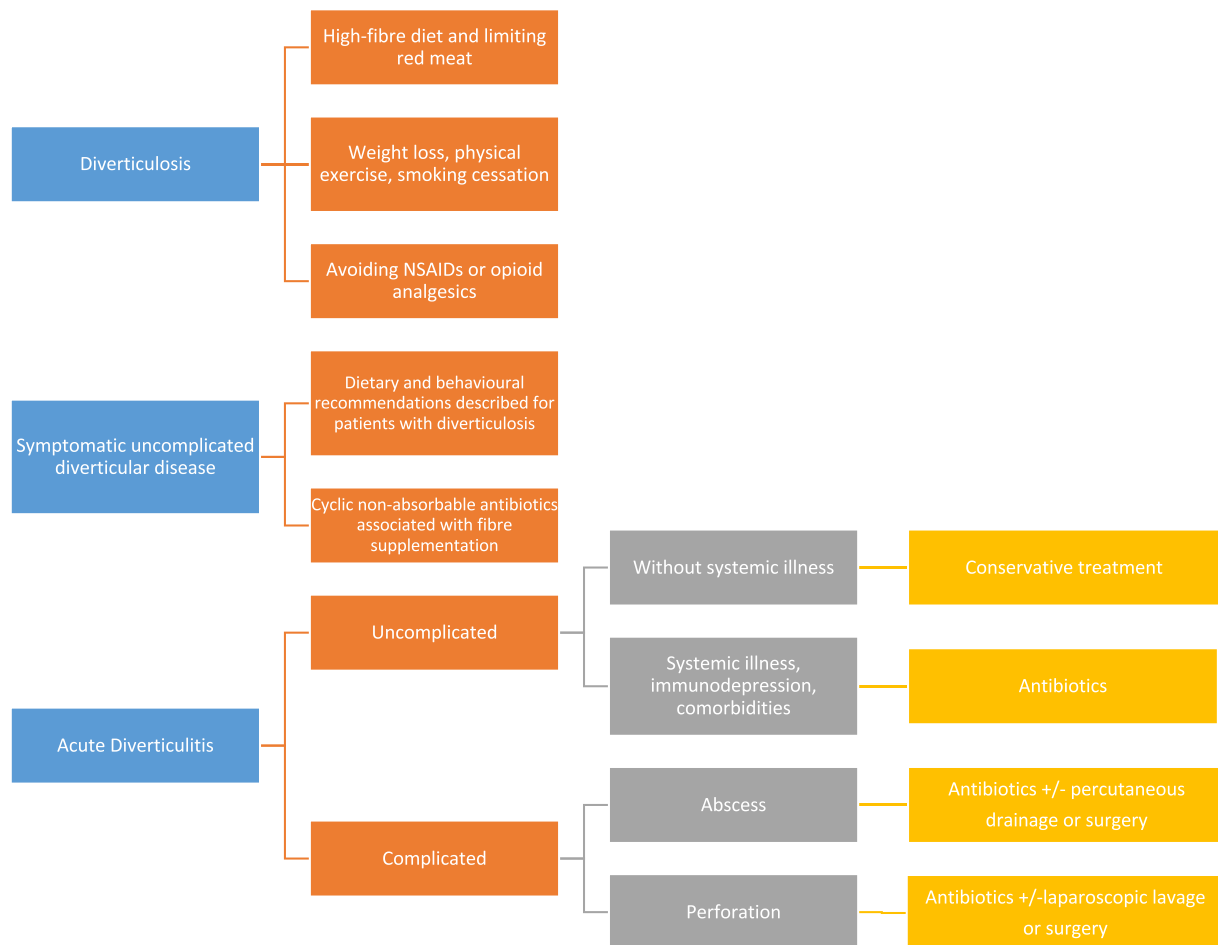 High-fibre diet and limiting
red meat
Diverticulosis
Weight loss, physical
exercise, smoking cessation
Avoiding NSAIDs or opioid
analgesics
Dietary and behavioural
recommendations described for
patients with diverticulosis
Symptomatic uncomplicated
diverticular disease
Cyclic non-absorbable antibiotics
associated with fibre
supplementation
Without systemic illness
Conservative treatment
Uncomplicated
Systemic illness,
immunodepression,
comorbidities
Antibiotics
Acute Diverticulitis
Abscess
Antibiotics +/- percutaneous
drainage or surgery
Complicated
Perforation
Antibiotics +/-laparoscopic lavage
or surgery